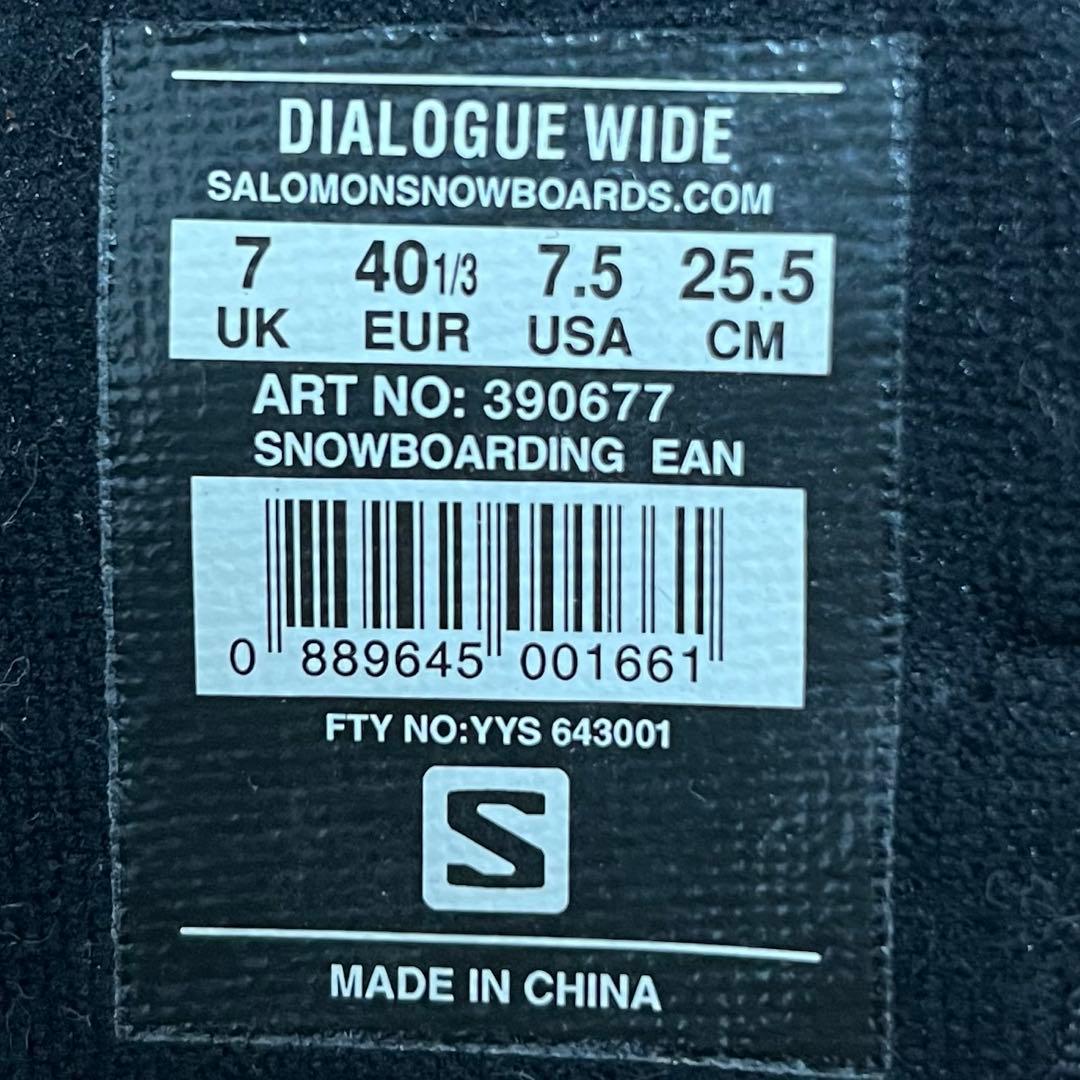 DIALOGUE WIDE
SALOMONSNOWBOARDS.COM
7 40 1/3 7.5 25.5
UK EUR USA CM
ART NO: 390677
SNOWBOARDING EAN
0 889645 001661
FTY NO:YYS 643001
S
MADE IN CHINA